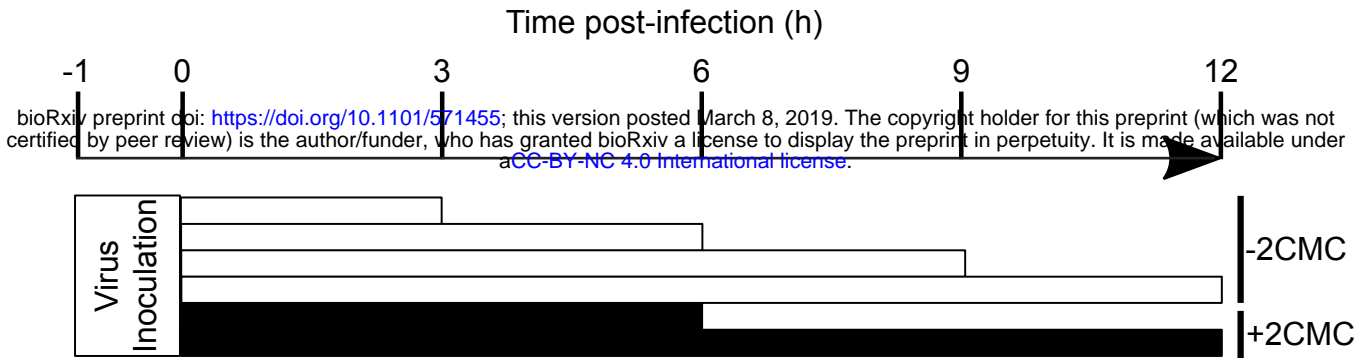 Time post-infection (h)
-1 0 3 6 9 12
bioRxiv preprint doi: https://doi.org/10.1101/571455; this version posted March 8, 2019. The copyright holder for this preprint (which was not
certified by peer review) is the author/funder, who has granted bioRxiv a license to display the preprint in perpetuity. It is made available under
aCC-BY-NC 4.0 International license.
Virus
Inoculation
-2CMC
+2CMC